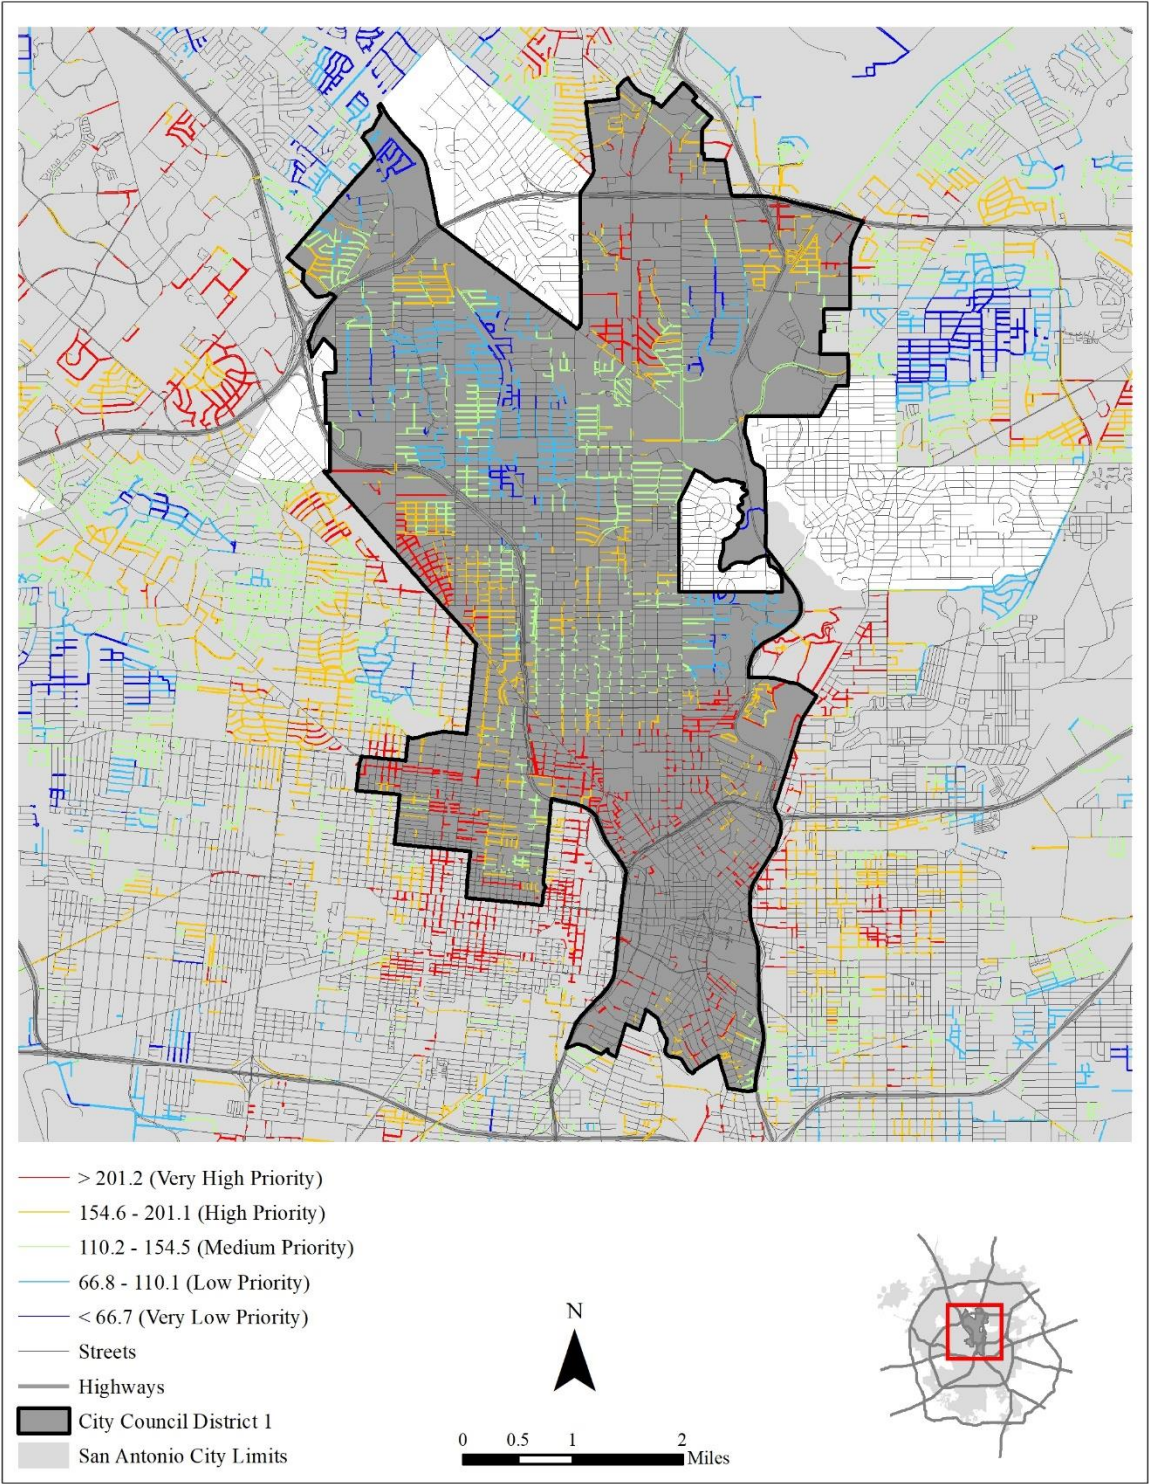 > 201.2 (Very High Priority)
154.6 - 201.1 (High Priority)
110.2 - 154.5 (Medium Priority)
66.8 - 110.1 (Low Priority)
< 66.7 (Very Low Priority)
Streets
Highways
City Council District 1
San Antonio City Limits
N
0 0.5 1 2
Miles